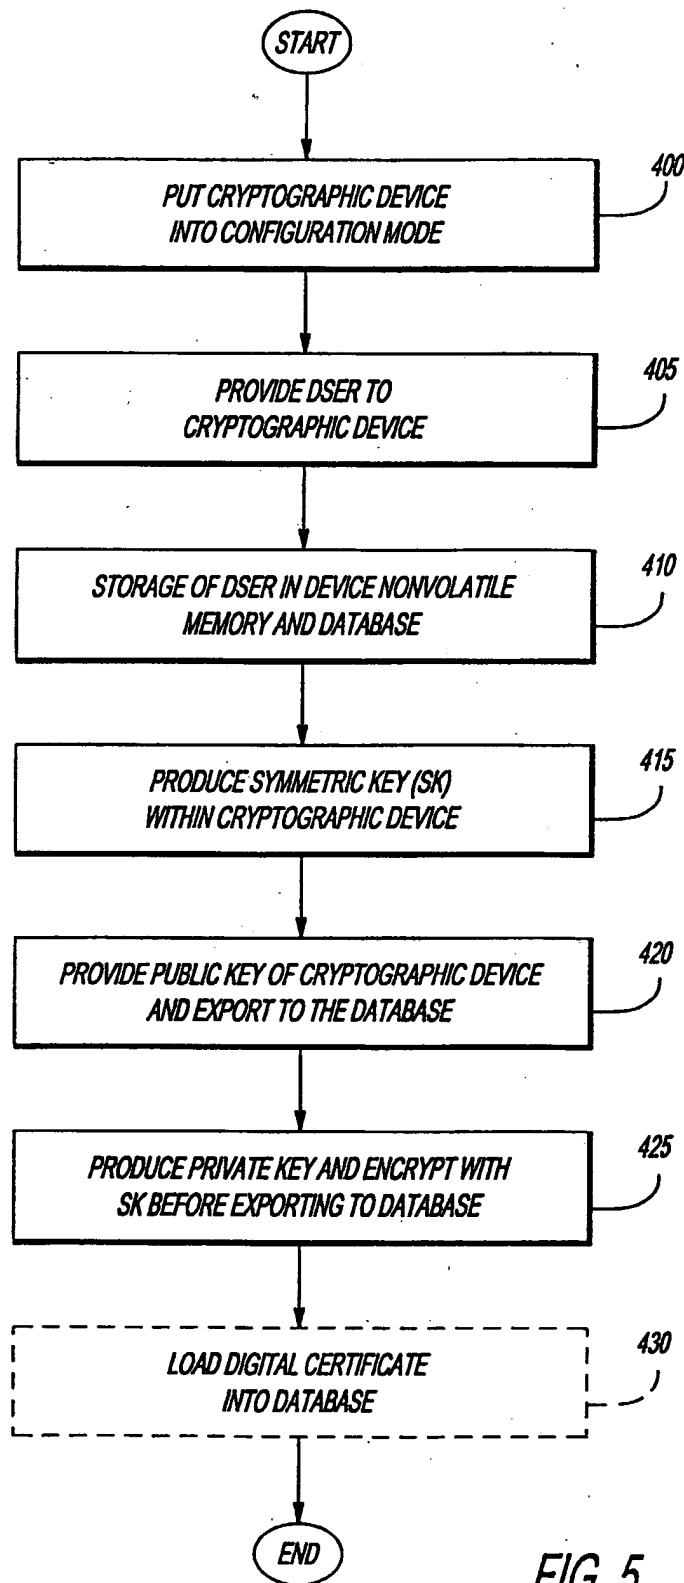 START
PUT CRYPTOGRAPHIC DEVICE
INTO CONFIGURATION MODE
400
PROVIDE DSER TO
CRYPTOGRAPHIC DEVICE
405
STORAGE OF DSER IN DEVICE NONVOLATILE
MEMORY AND DATABASE
410
PRODUCE SYMMETRIC KEY (SK)
WITHIN CRYPTOGRAPHIC DEVICE
415
PROVIDE PUBLIC KEY OF CRYPTOGRAPHIC DEVICE
AND EXPORT TO THE DATABASE
420
PRODUCE PRIVATE KEY AND ENCRYPT WITH
SK BEFORE EXPORTING TO DATABASE
425
LOAD DIGITAL CERTIFICATE
INTO DATABASE
430
END
FIG. 5